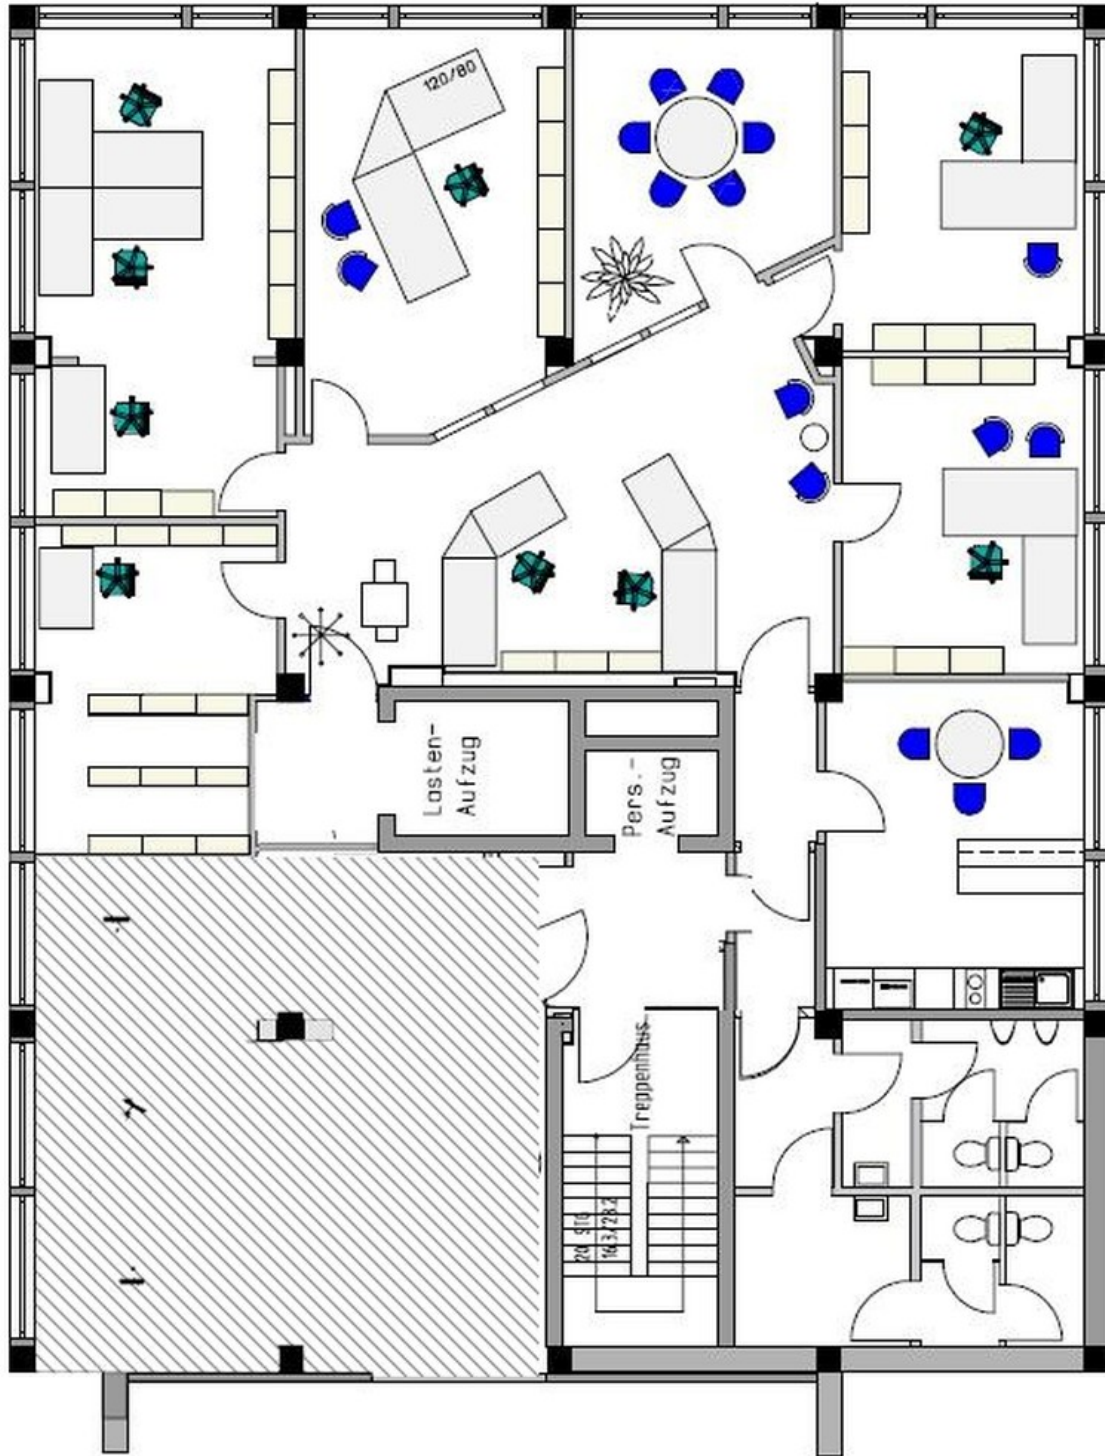 120/80
Lasten-
Aufzug
Pers.-
Aufzug
Treppenhaus
20 STG
16.3/28.2